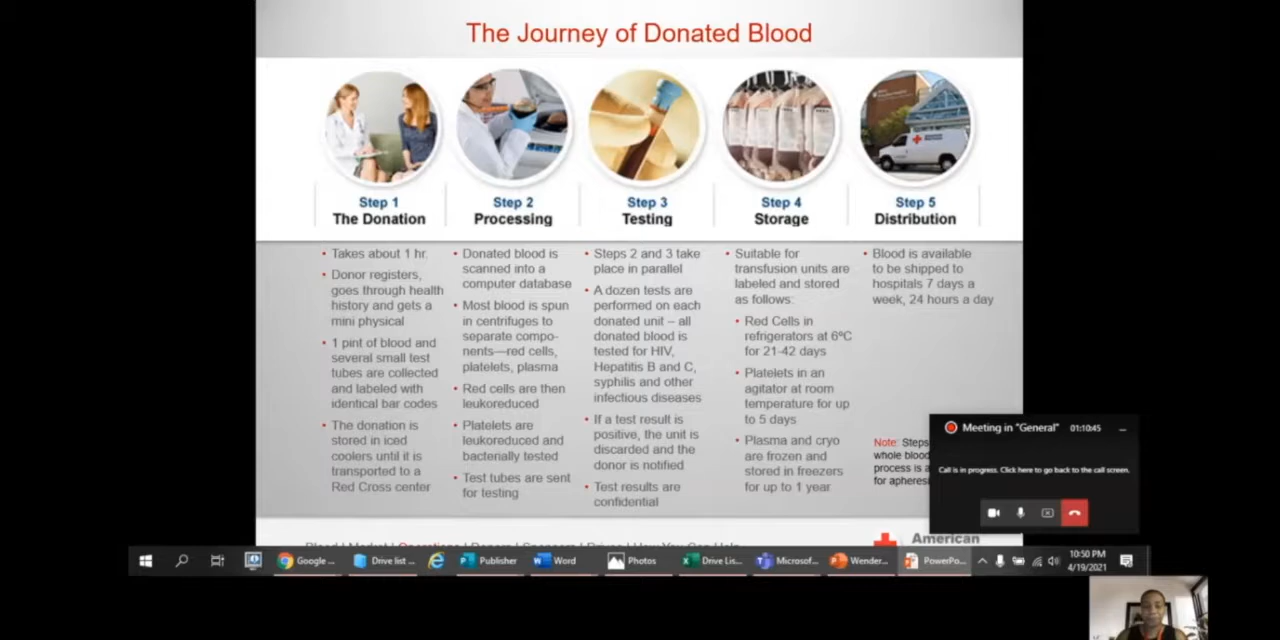 The Journey of Donated Blood
Step 1
The Donation
• Takes about 1 hr.
• Donor registers,
goes through health
history and gets a
mini physical
• 1 pint of blood and
several small test
tubes are collected
and labeled with
identical bar codes
• The donation is
stored in iced
coolers until it is
transported to a
Red Cross center
Step 2
Processing
• Donated blood is
scanned into a
computer database
• Most blood is spun
in centrifuges to
separate compo-
nents—red cells,
platelets, plasma
• Red cells are then
leukoreduced
• Platelets are
leukoreduced and
bacterially tested
• Test tubes are sent
for testing
Step 3
Testing
• Steps 2 and 3 take
place in parallel
• A dozen tests are
performed on each
donated unit – all
donated blood is
tested for HIV,
Hepatitis B and C,
syphilis and other
infectious diseases
• If a test result is
positive, the unit is
discarded and the
donor is notified
• Test results are
confidential
Step 4
Storage
• Suitable for
transfusion units are
labeled and stored
as follows:
• Red Cells in
refrigerators at 6ºC
for 21-42 days
• Platelets in an
agitator at room
temperature for up
to 5 days
• Plasma and cryo
are frozen and
stored in freezers
for up to 1 year
Step 5
Distribution
• Blood is available
to be shipped to
hospitals 7 days a
week, 24 hours a day
Note: Steps
whole blood
process is a
for apheresi
Meeting in "General" 01:10:45
Call is in progress. Click here to go back to the call screen.
American
Google ...
Drive list ...
Publisher
Word
Photos
Drive Lis...
Microsof...
Wender...
PowerPo...
10:50 PM
4/19/2021